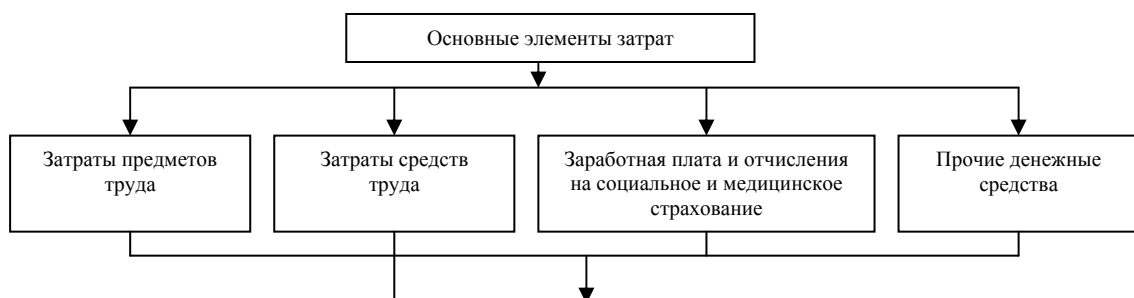 Основные элементы затрат
Затраты предметов
труда
Затраты средств
труда
Заработная плата и отчисления
на социальное и медицинское
страхование
Прочие денежные
средства